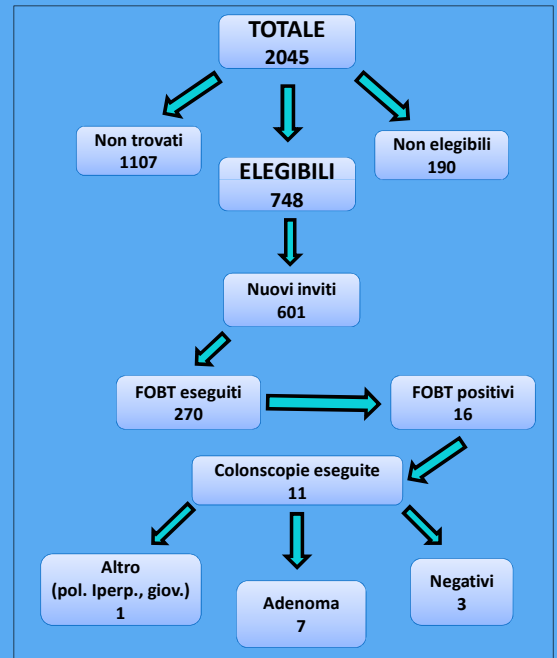 TOTALE
2045
Non trovati
1107
ELEGIBILI
748
Non elegibili
190
Nuovi inviti
601
FOBT eseguiti
270
FOBT positivi
16
Colonscopie eseguite
11
Altro
(pol. Iperp., giov.)
1
Adenoma
7
Negativi
3